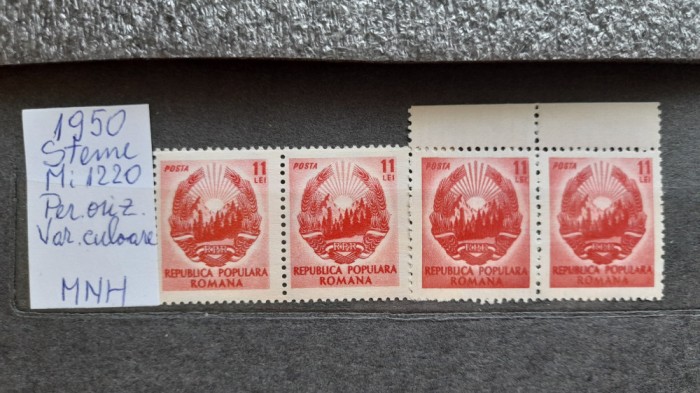 1950
Steme
Mi 1220
Per. oriz.
Var. culoare
MNH
POSTA 11
LEI
REPUBLICA POPULARA
ROMANA
POSTA 11
LEI
REPUBLICA POPULARA
ROMANA
POSTA 11
LEI
REPUBLICA POPULARA
ROMANA
POSTA 11
LEI
REPUBLICA POPULARA
ROMANA